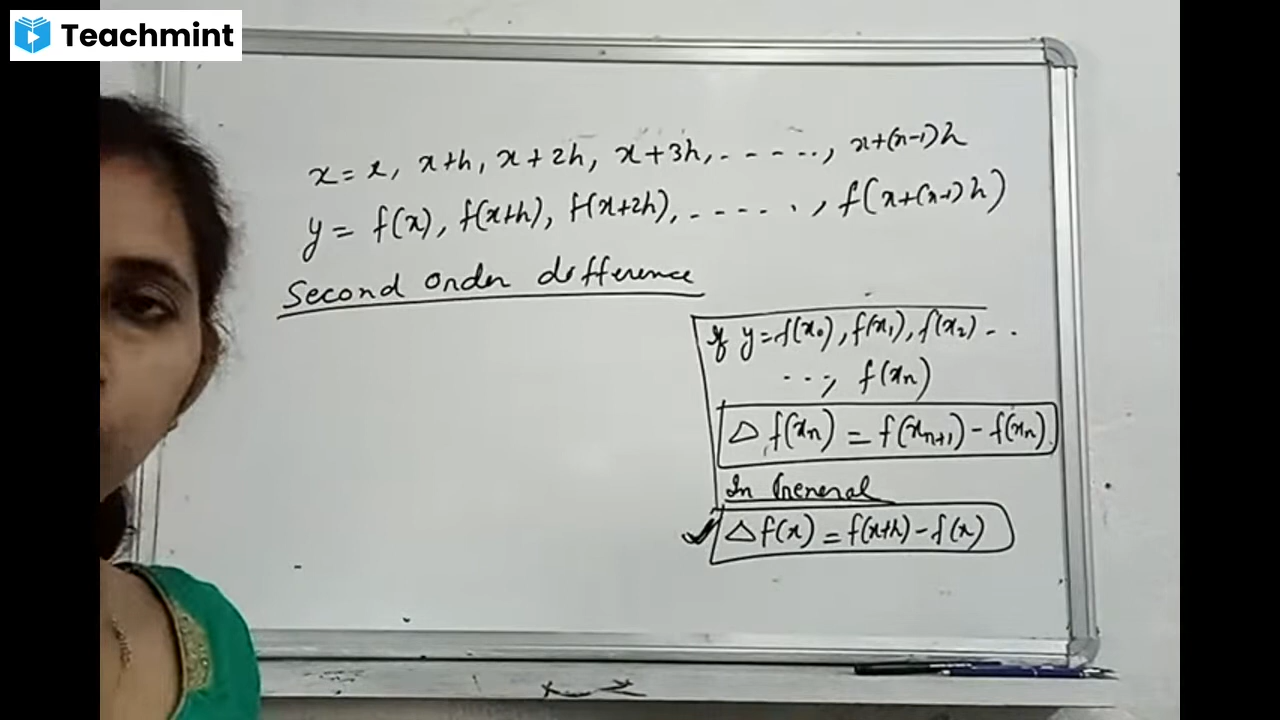 Teachmint
x = x, x+h, x+2h, x+3h, - - - - - , x+(n-1)h
y = f(x), f(x+h), f(x+2h), - - - - - . , f(x+(n-1)h)
Second order difference
If y=f(x₀), f(x₁), f(x₂) - -
- - -, f(xₙ)
Δ f(xₙ) = f(xₙ₊₁) - f(xₙ).
In General
✓ Δ f(x) = f(x+h) - f(x)